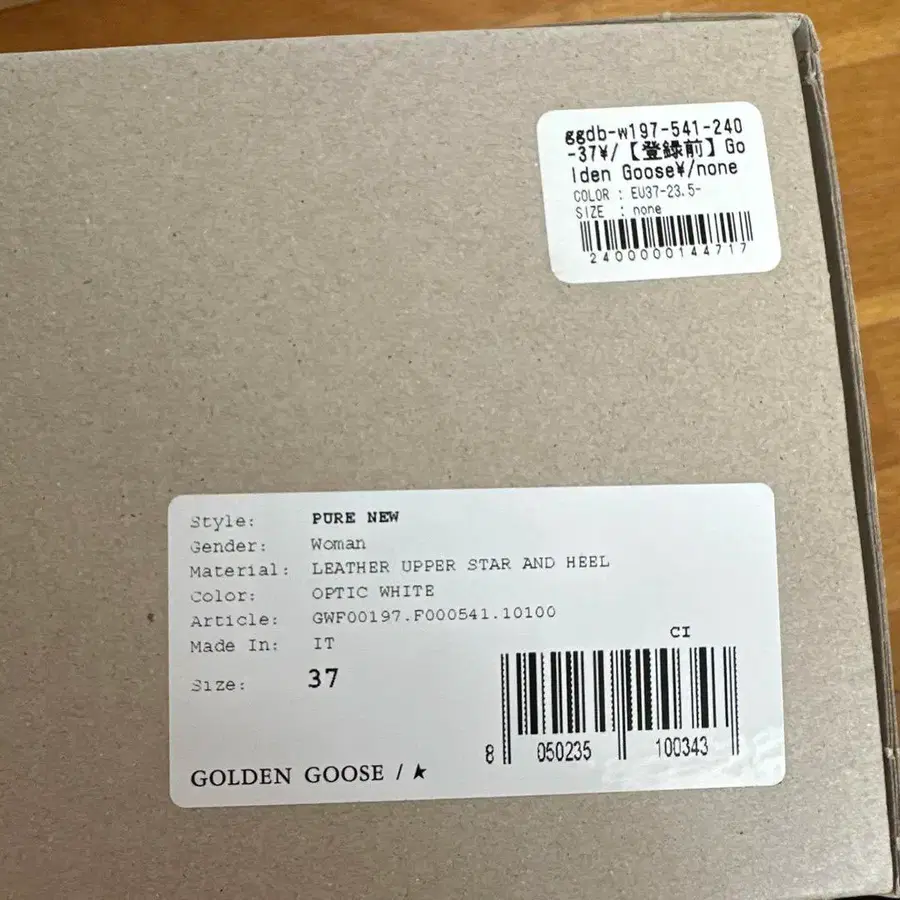 ggdb-w197-541-240
-37¥/【登録前】Go
lden Goose¥/none
COLOR : EU37-23.5-
SIZE : none
2400000144717
Style: PURE NEW
Gender: Woman
Material: LEATHER UPPER STAR AND HEEL
Color: OPTIC WHITE
Article: GWF00197.F000541.10100
Made In: IT
CI
Size: 37
8 050235 100343
GOLDEN GOOSE / ★